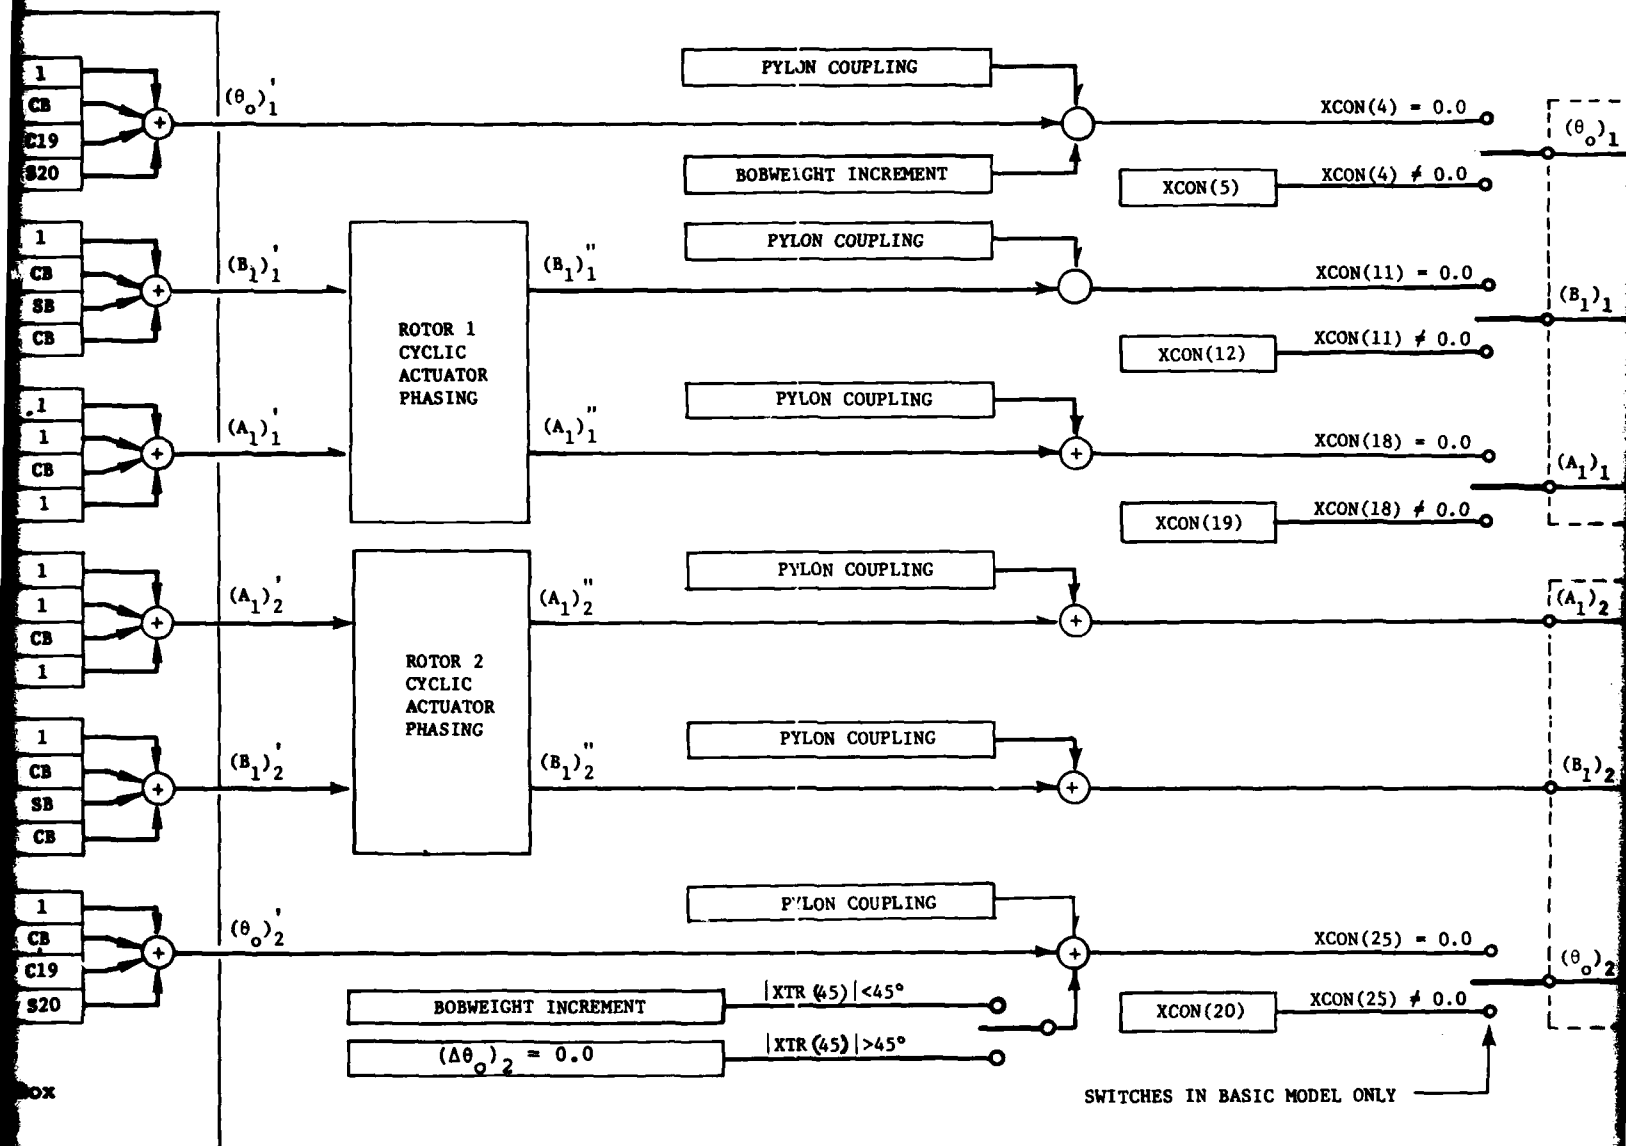 1
CB
C19
S20
(θo)1'
PYLON COUPLING
BOBWEIGHT INCREMENT
XCON(4) = 0.0
XCON(5)
XCON(4) ≠ 0.0
(θo)1
1
CB
SB
CB
(B1)1'
ROTOR 1
CYCLIC
ACTUATOR
PHASING
(B1)1''
PYLON COUPLING
XCON(11) = 0.0
XCON(12)
XCON(11) ≠ 0.0
(B1)1
1
1
CB
1
(A1)1'
(A1)1''
PYLON COUPLING
XCON(18) = 0.0
XCON(19)
XCON(18) ≠ 0.0
(A1)1
1
1
CB
1
(A1)2'
ROTOR 2
CYCLIC
ACTUATOR
PHASING
(A1)2''
PYLON COUPLING
(A1)2
1
CB
SB
CB
(B1)2'
(B1)2''
PYLON COUPLING
(B1)2
1
CB
C19
S20
(θo)2'
PYLON COUPLING
XCON(25) = 0.0
XCON(20)
XCON(25) ≠ 0.0
(θo)2
BOBWEIGHT INCREMENT
|XTR(45)|<45°
(Δθo)2 = 0.0
|XTR(45)|>45°
SWITCHES IN BASIC MODEL ONLY